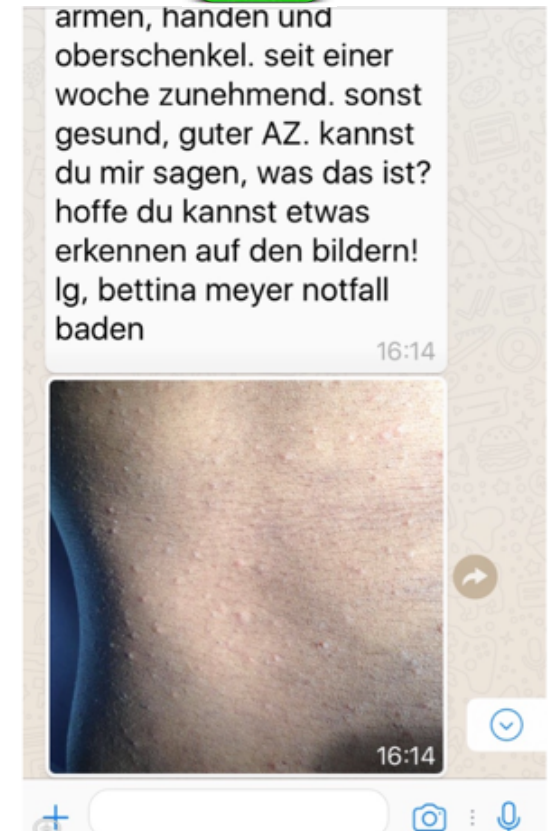 armen, händen und
oberschenkel. seit einer
woche zunehmend. sonst
gesund, guter AZ. kannst
du mir sagen, was das ist?
hoffe du kannst etwas
erkennen auf den bildern!
lg, bettina meyer notfall
baden
16:14
16:14